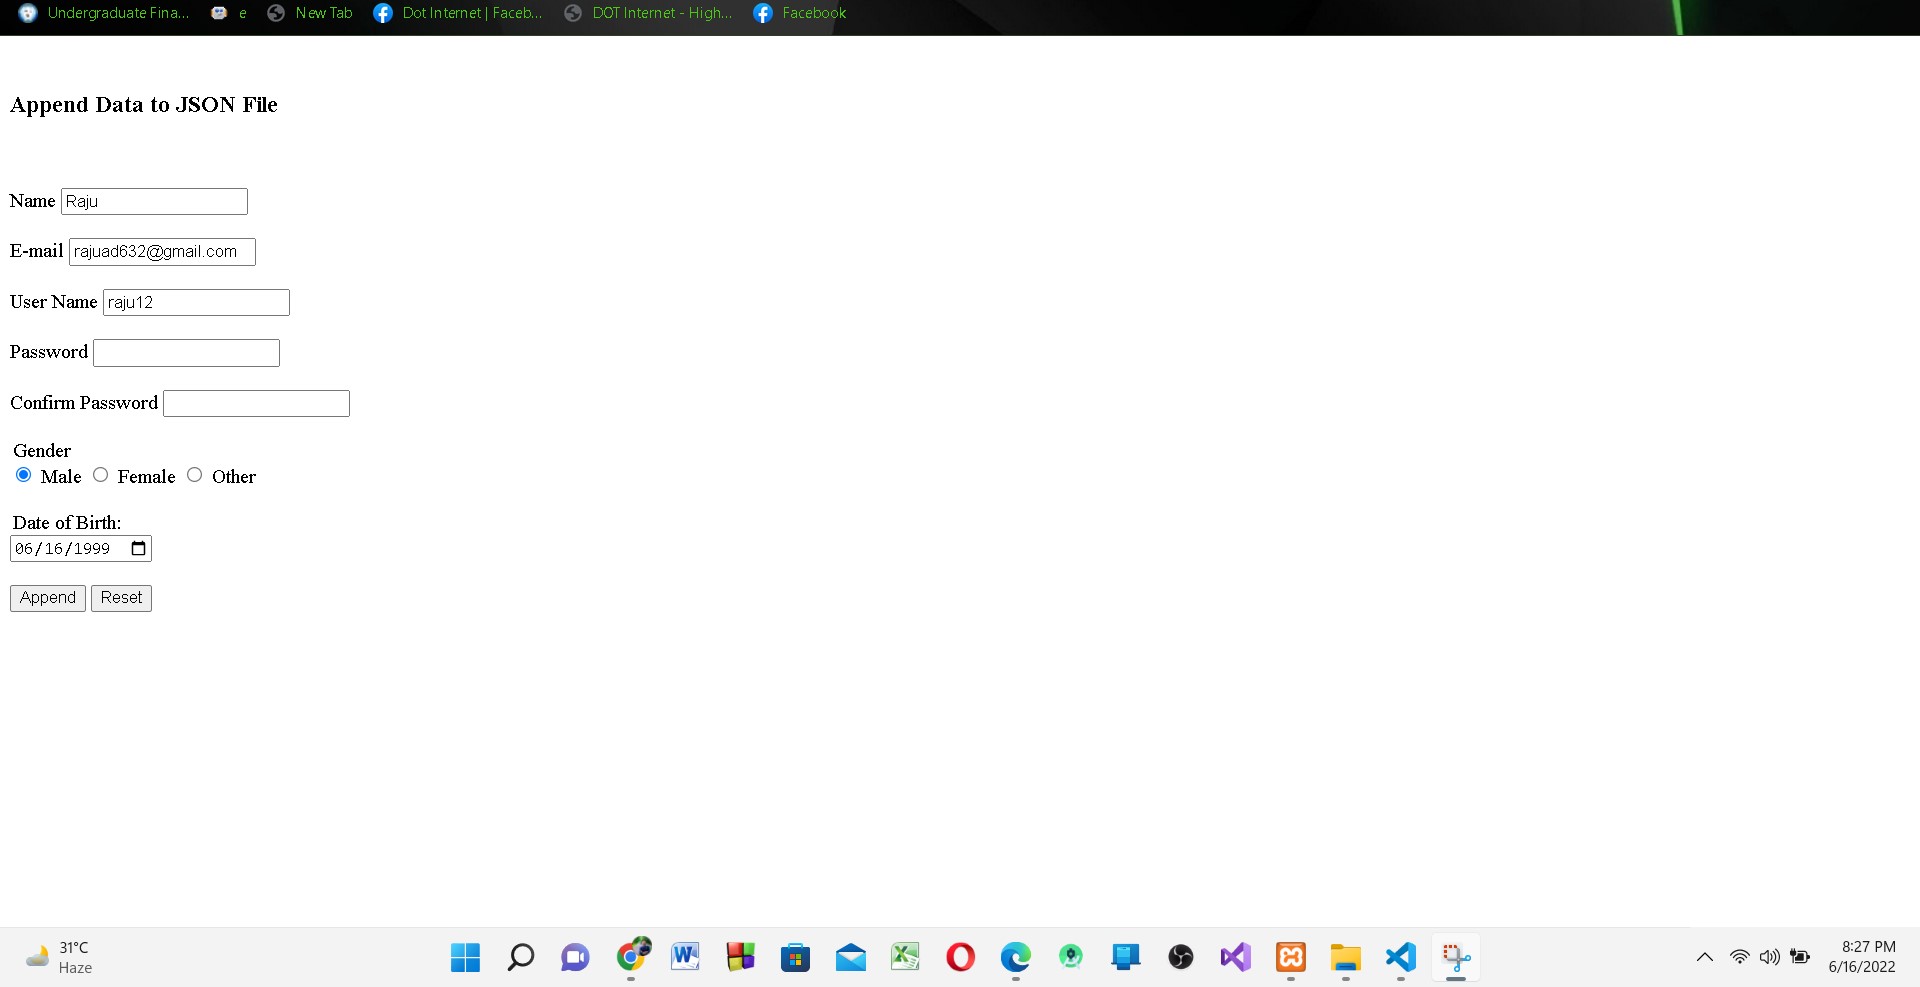 Undergraduate Fina... e New Tab Dot Internet | Faceb... DOT Internet - High... Facebook
Append Data to JSON File
Name Raju
E-mail rajuad632@gmail.com
User Name raju12
Password
Confirm Password
Gender
Male Female Other
Date of Birth:
06/16/1999
Append Reset
31°C
Haze
8:27 PM
6/16/2022